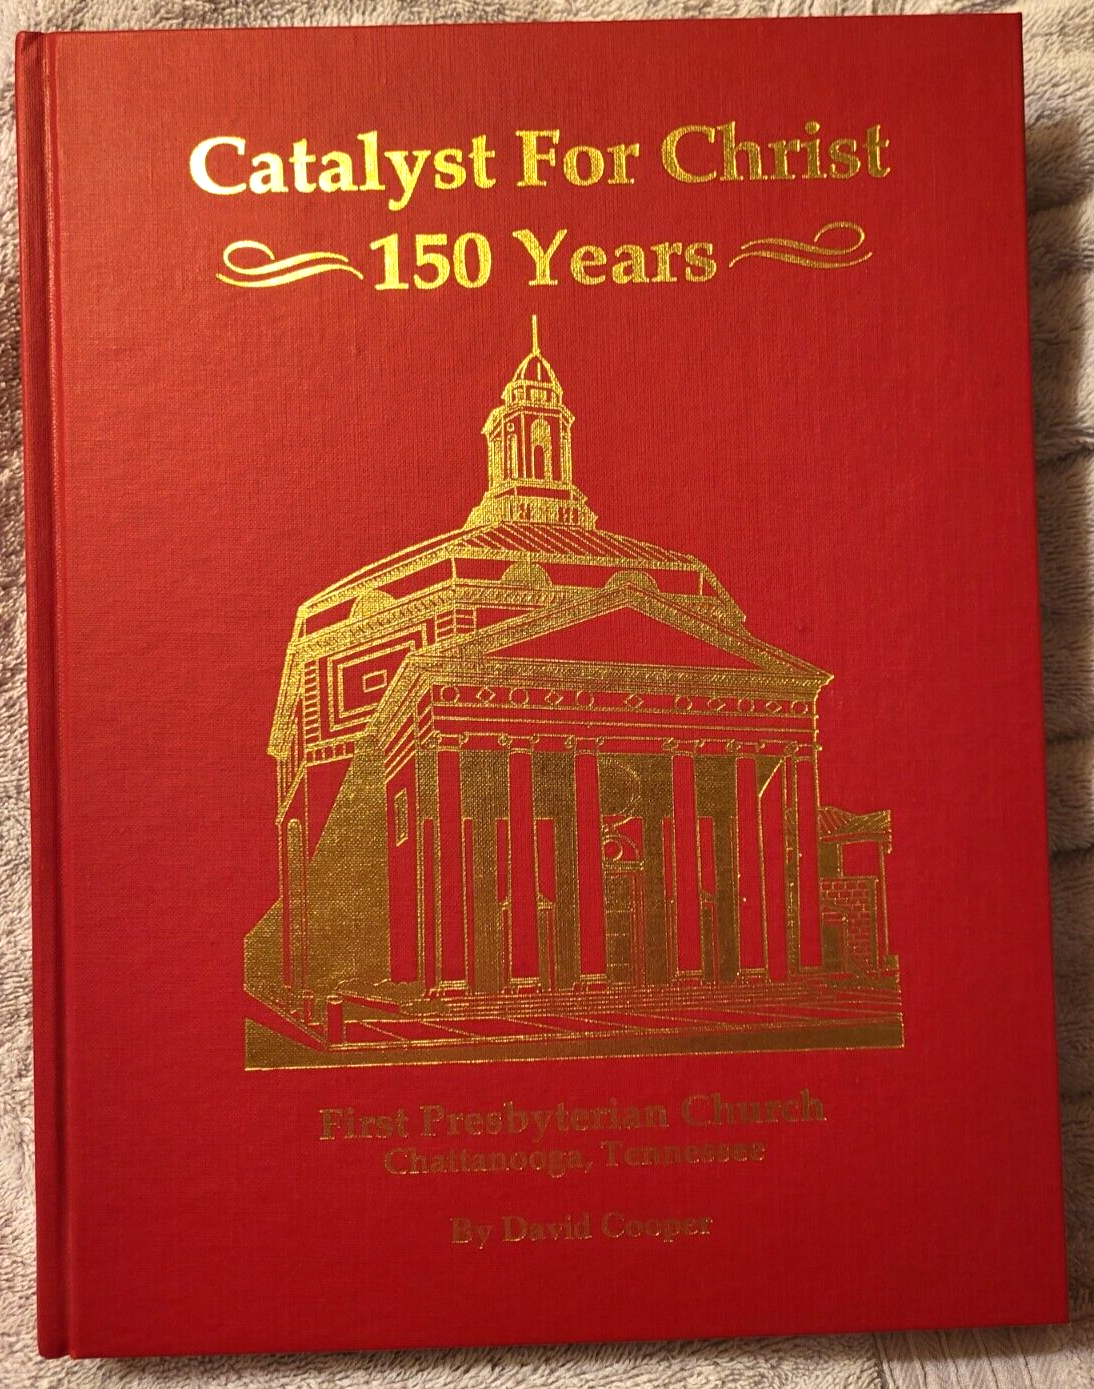 Catalyst For Christ
150 Years
First Presbyterian Church
Chattanooga, Tennessee
By David Cooper